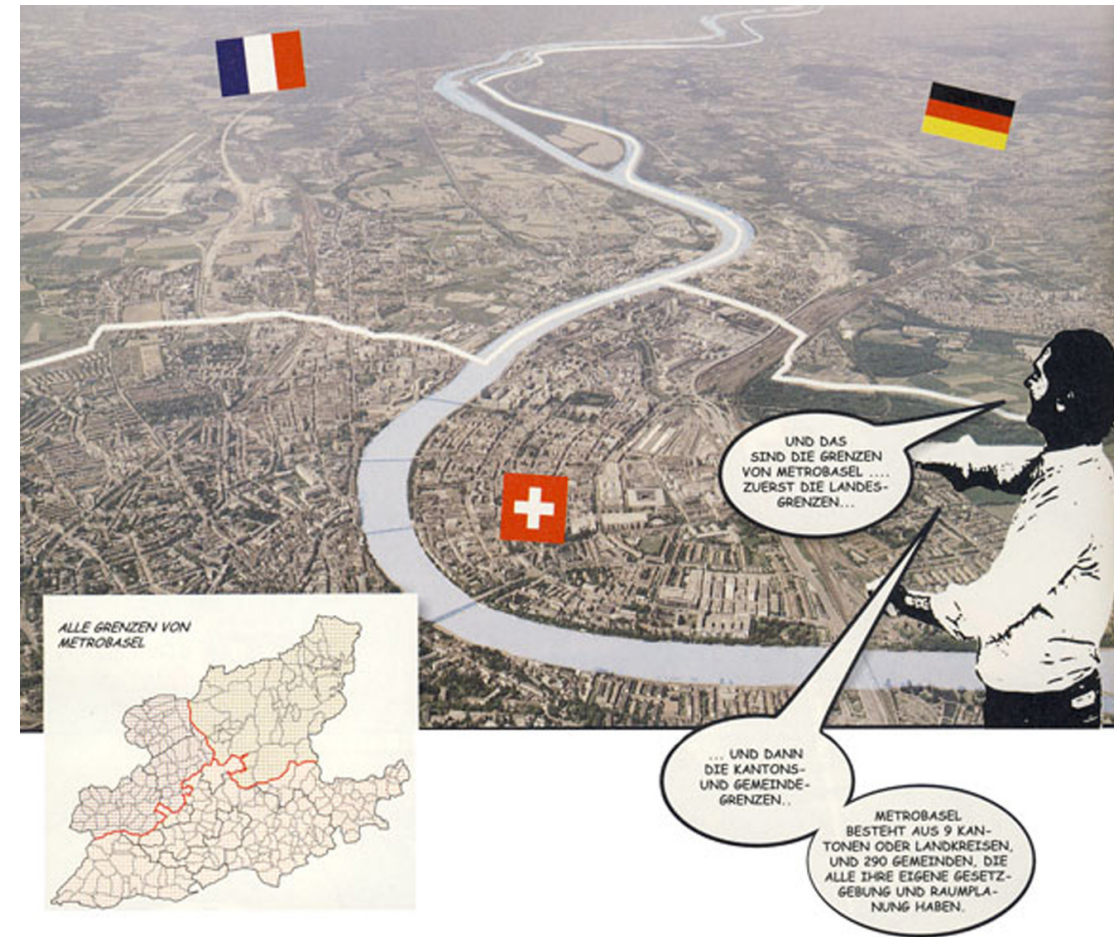 UND DAS
SIND DIE GRENZEN
VON METROBASEL ....
ZUERST DIE LANDES-
GRENZEN...
ALLE GRENZEN VON
METROBASEL
... UND DANN
DIE KANTONS-
UND GEMEINDE-
GRENZEN..
METROBASEL
BESTEHT AUS 9 KAN-
TONEN ODER LANDKREISEN,
UND 290 GEMEINDEN, DIE
ALLE IHRE EIGENE GESETZ-
GEBUNG UND RAUMPLA-
NUNG HABEN.